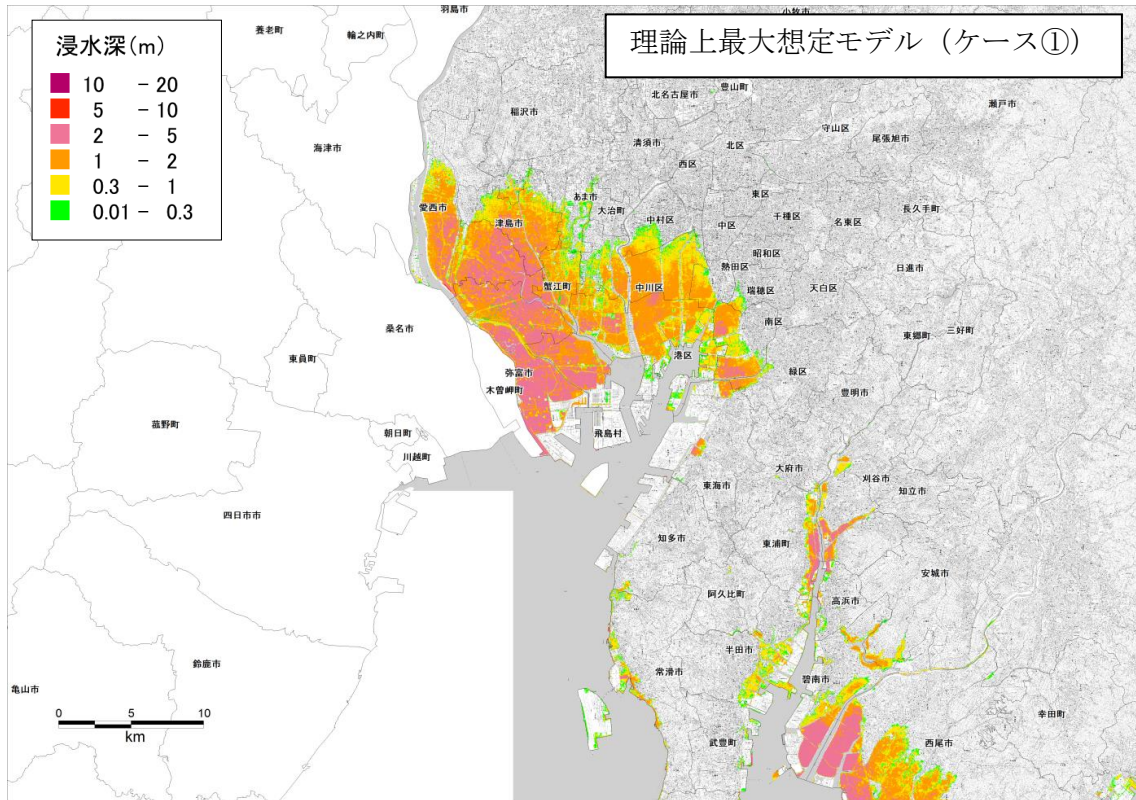 理論上最大想定モデル（ケース①）
浸水深（m）
10 － 20
5 － 10
2 － 5
1 － 2
0.3 － 1
0.01 － 0.3
羽島市
小牧市
養老町
輪之内町
豊山町
北名古屋市
瀬戸市
稲沢市
守山区
尾張旭市
海津市
清須市
北区
西区
あま市
東区
愛西市
大治町
長久手町
津島市
中村区
中区
千種区
名東区
昭和区
熱田区
日進市
蟹江町
中川区
瑞穂区
天白区
桑名市
南区
東郷町
三好町
東員町
港区
弥富市
緑区
木曽岬町
豊明市
菰野町
朝日町
飛島村
川越町
大府市
刈谷市
東海市
知立市
四日市市
知多市
東浦町
安城市
阿久比町
高浜市
半田市
鈴鹿市
常滑市
碧南市
亀山市
幸田町
武豊町
西尾市
0 5 10
km